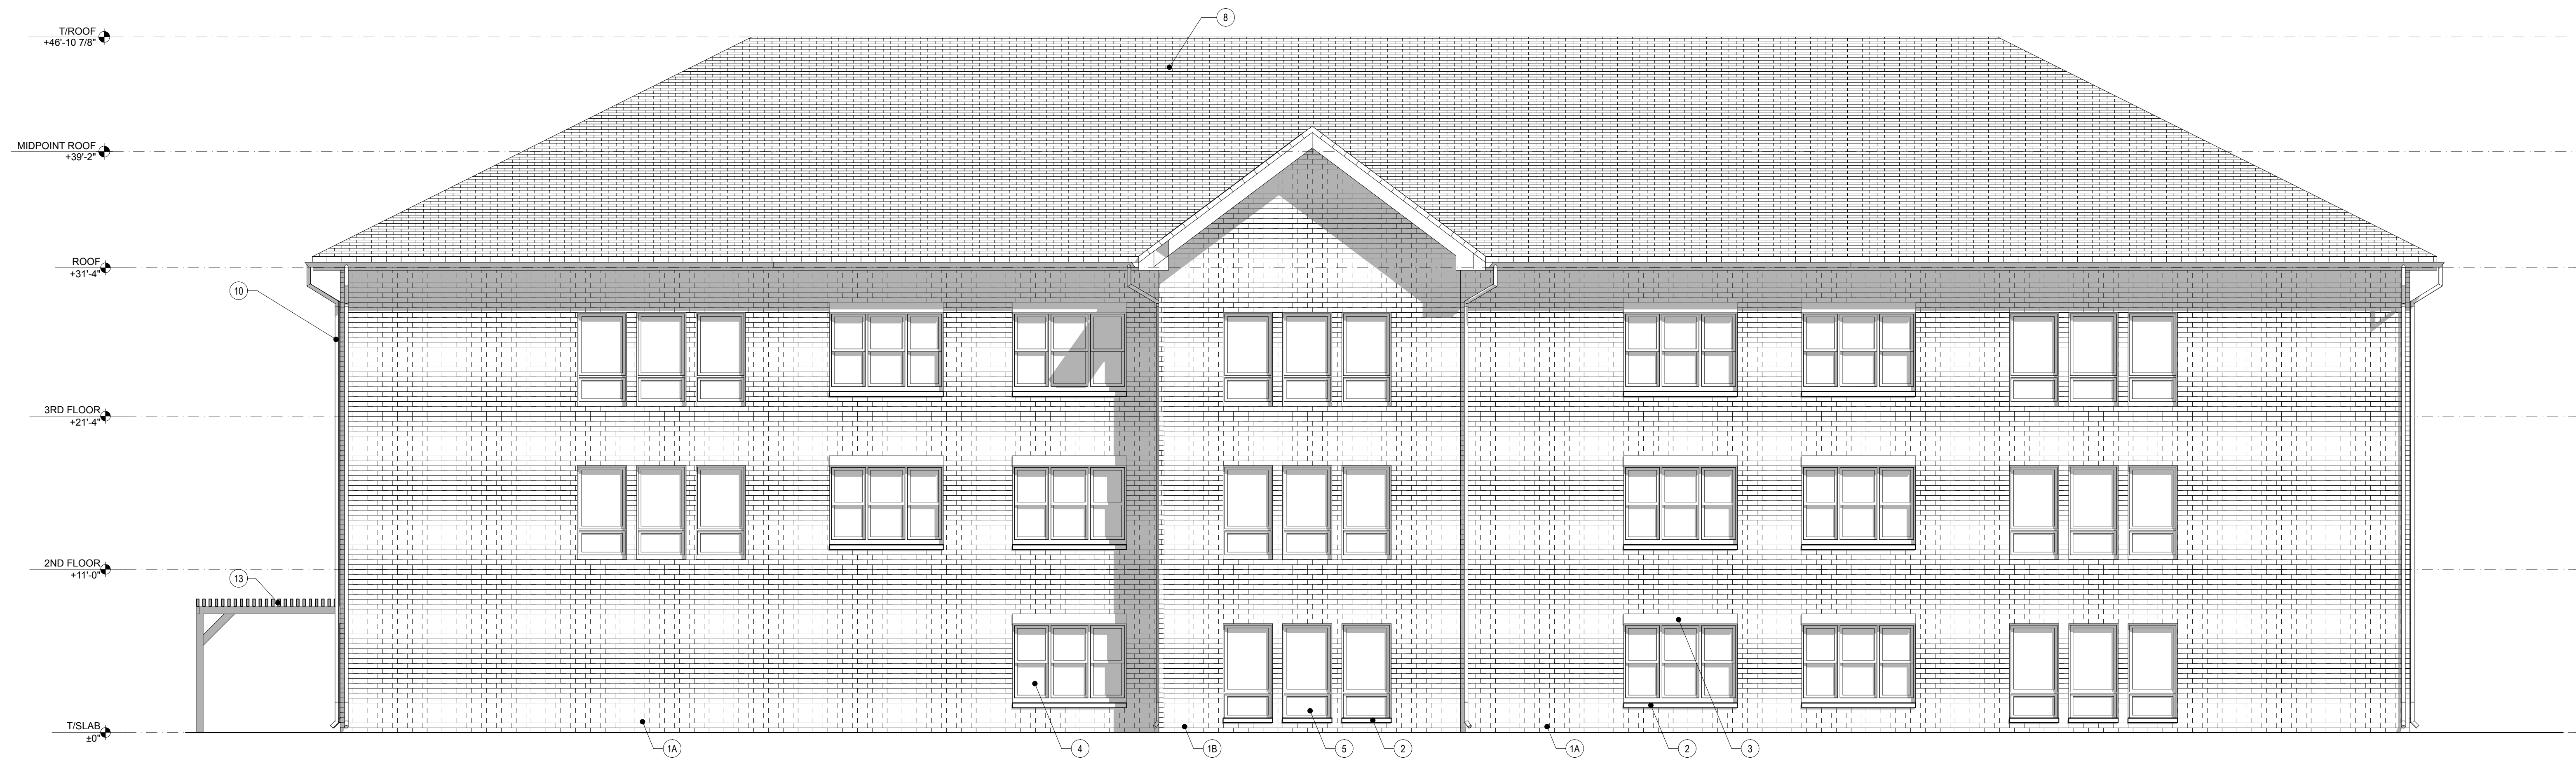 8
T/ROOF
+46'-10 7/8"
MIDPOINT ROOF
+39'-2"
ROOF
+31'-4"
10
3RD FLOOR
+21'-4"
2ND FLOOR
+11'-0"
13
T/SLAB
±0"
1A
4
1B
5
2
1A
2
3